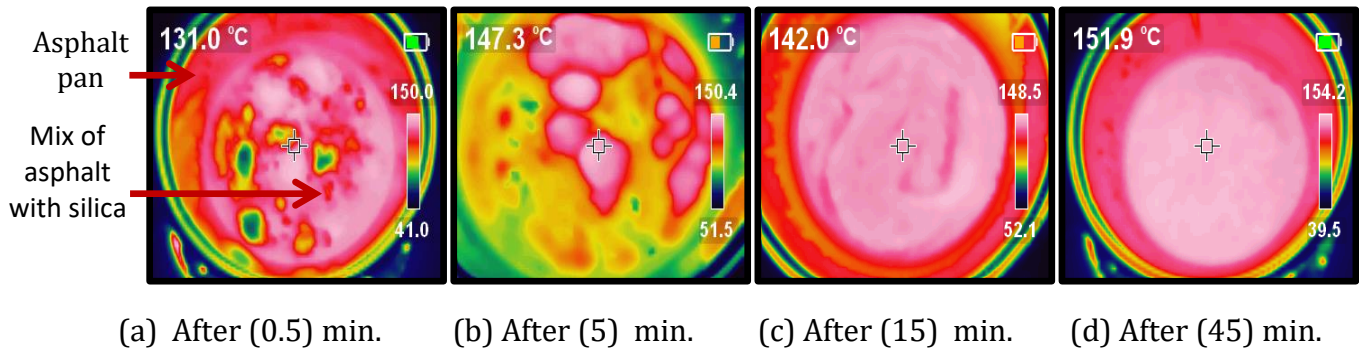 Asphalt
pan
Mix of
asphalt
with silica
131.0 °C
150.0
41.0
147.3 °C
150.4
51.5
142.0 °C
148.5
52.1
151.9 °C
154.2
39.5
(a) After (0.5) min.
(b) After (5) min.
(c) After (15) min.
(d) After (45) min.